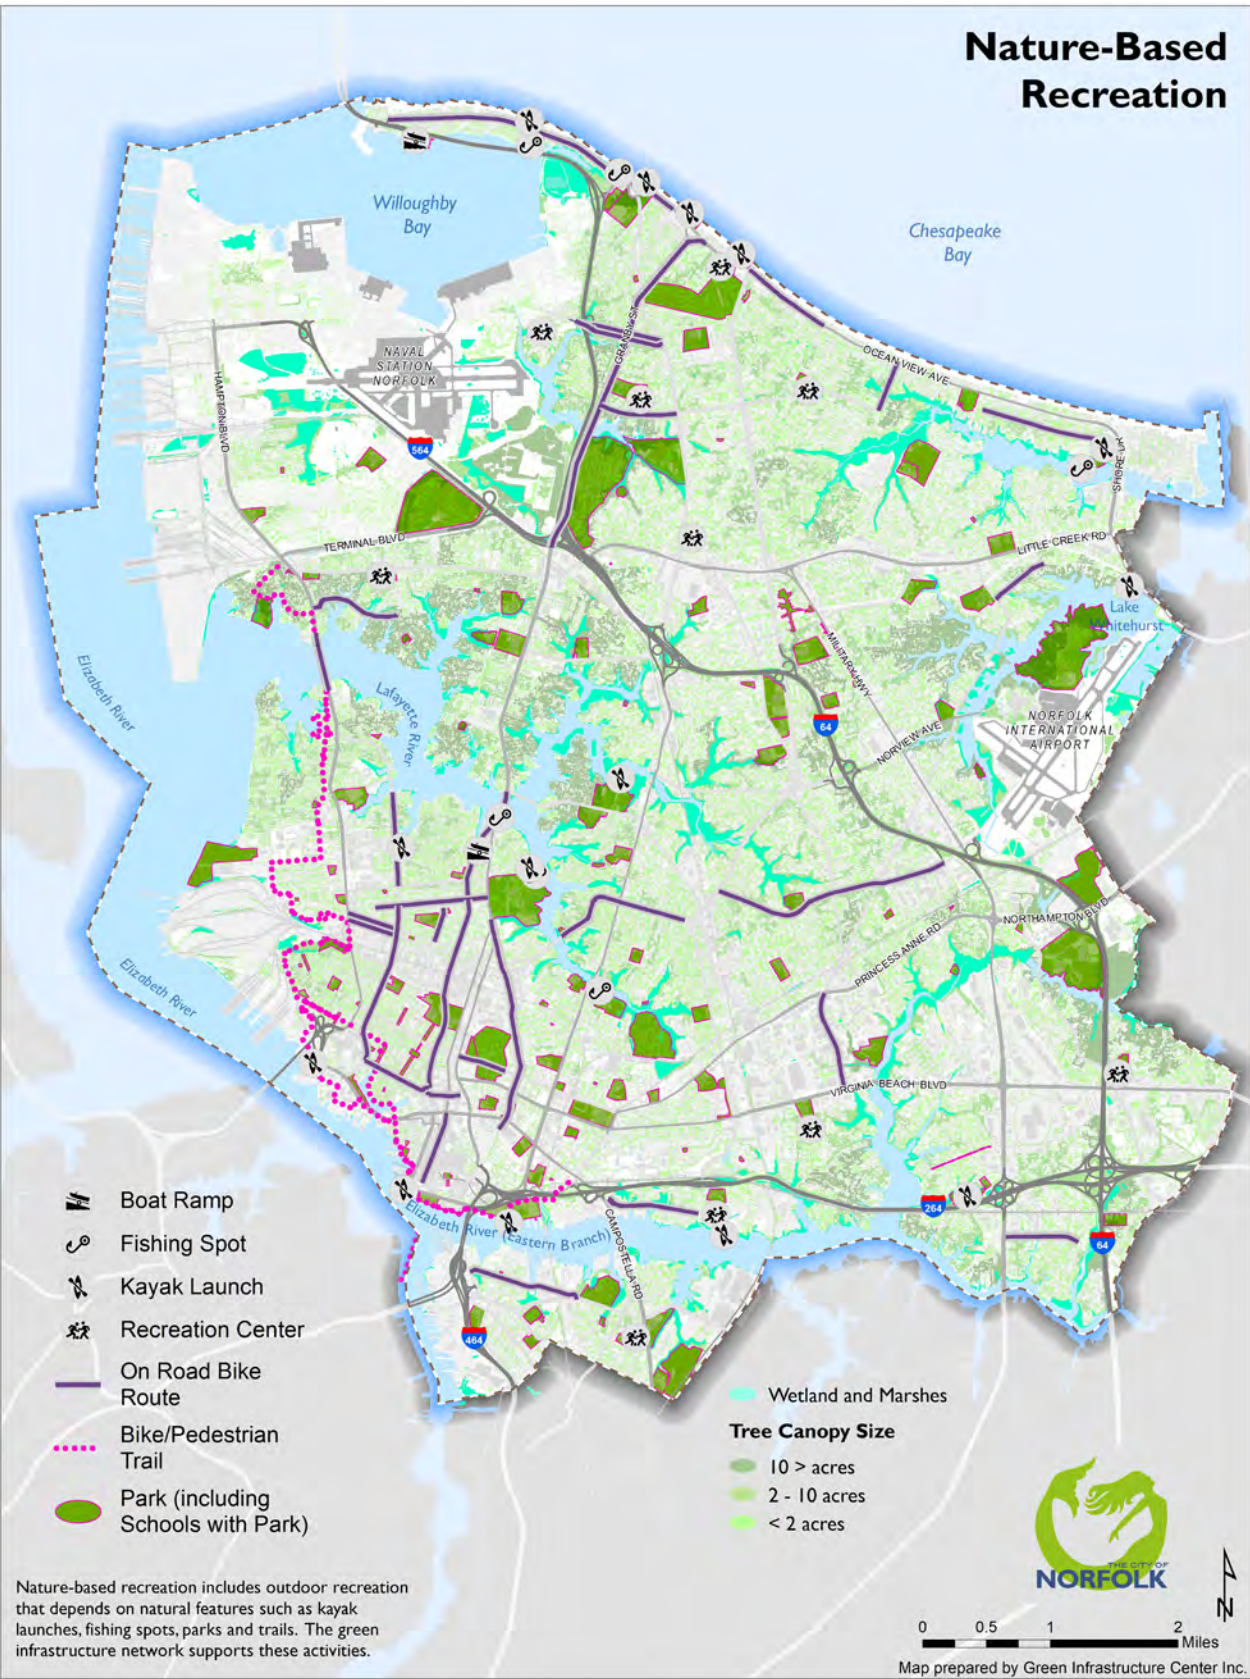 Nature-Based
Recreation
Willoughby
Bay
Chesapeake
Bay
NAVAL
STATION
NORFOLK
GRANBY ST
OCEAN VIEW AVE
HAMPTON BLVD
564
SHORE DR
TERMINAL BLVD
LITTLE CREEK RD
Lake
Whitehurst
MILITARY HWY
Elizabeth River
Lafayette
River
64
NORFOLK
INTERNATIONAL
AIRPORT
NORVIEW AVE
NORTHAMPTON BLVD
PRINCESS ANNE RD
Elizabeth River
VIRGINIA BEACH BLVD
264
Elizabeth River (Eastern Branch)
CAMPOSTELLA RD
64
464
Boat Ramp
Fishing Spot
Kayak Launch
Recreation Center
On Road Bike
Route
Bike/Pedestrian
Trail
Park (including
Schools with Park)
Wetland and Marshes
Tree Canopy Size
10 > acres
2 - 10 acres
< 2 acres
Nature-based recreation includes outdoor recreation
that depends on natural features such as kayak
launches, fishing spots, parks and trails. The green
infrastructure network supports these activities.
THE CITY OF
NORFOLK
N
0 0.5 1 2
Miles
Map prepared by Green Infrastructure Center Inc.